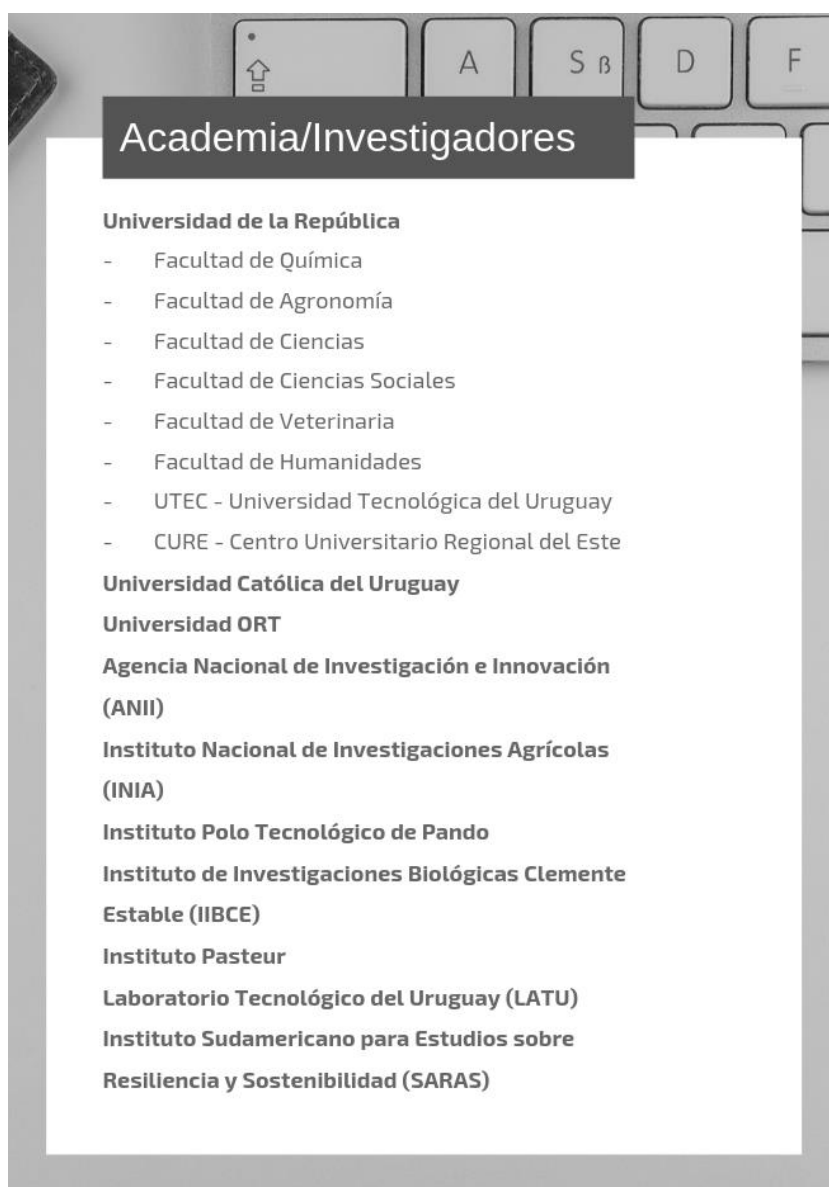 A
S ß
D
F
Academia/Investigadores
Universidad de la República
- Facultad de Química
- Facultad de Agronomía
- Facultad de Ciencias
- Facultad de Ciencias Sociales
- Facultad de Veterinaria
- Facultad de Humanidades
- UTEC - Universidad Tecnológica del Uruguay
- CURE - Centro Universitario Regional del Este
Universidad Católica del Uruguay
Universidad ORT
Agencia Nacional de Investigación e Innovación
(ANII)
Instituto Nacional de Investigaciones Agrícolas
(INIA)
Instituto Polo Tecnológico de Pando
Instituto de Investigaciones Biológicas Clemente
Estable (IIBCE)
Instituto Pasteur
Laboratorio Tecnológico del Uruguay (LATU)
Instituto Sudamericano para Estudios sobre
Resiliencia y Sostenibilidad (SARAS)